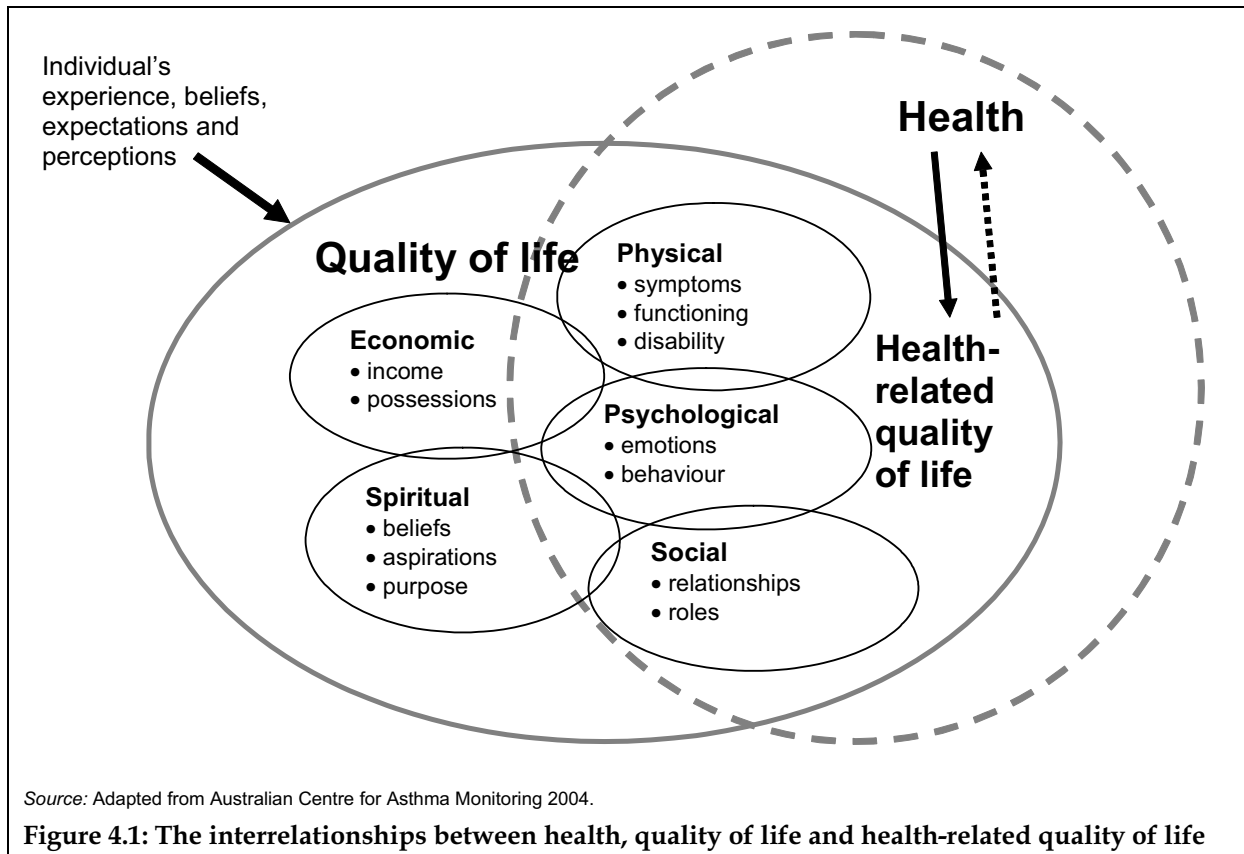 Individual's
experience, beliefs,
expectations and
perceptions
Health
Quality of life
Physical
• symptoms
• functioning
• disability
Economic
• income
• possessions
Health-
related
quality
of life
Psychological
• emotions
• behaviour
Spiritual
• beliefs
• aspirations
• purpose
Social
• relationships
• roles
Source: Adapted from Australian Centre for Asthma Monitoring 2004.
Figure 4.1: The interrelationships between health, quality of life and health-related quality of life